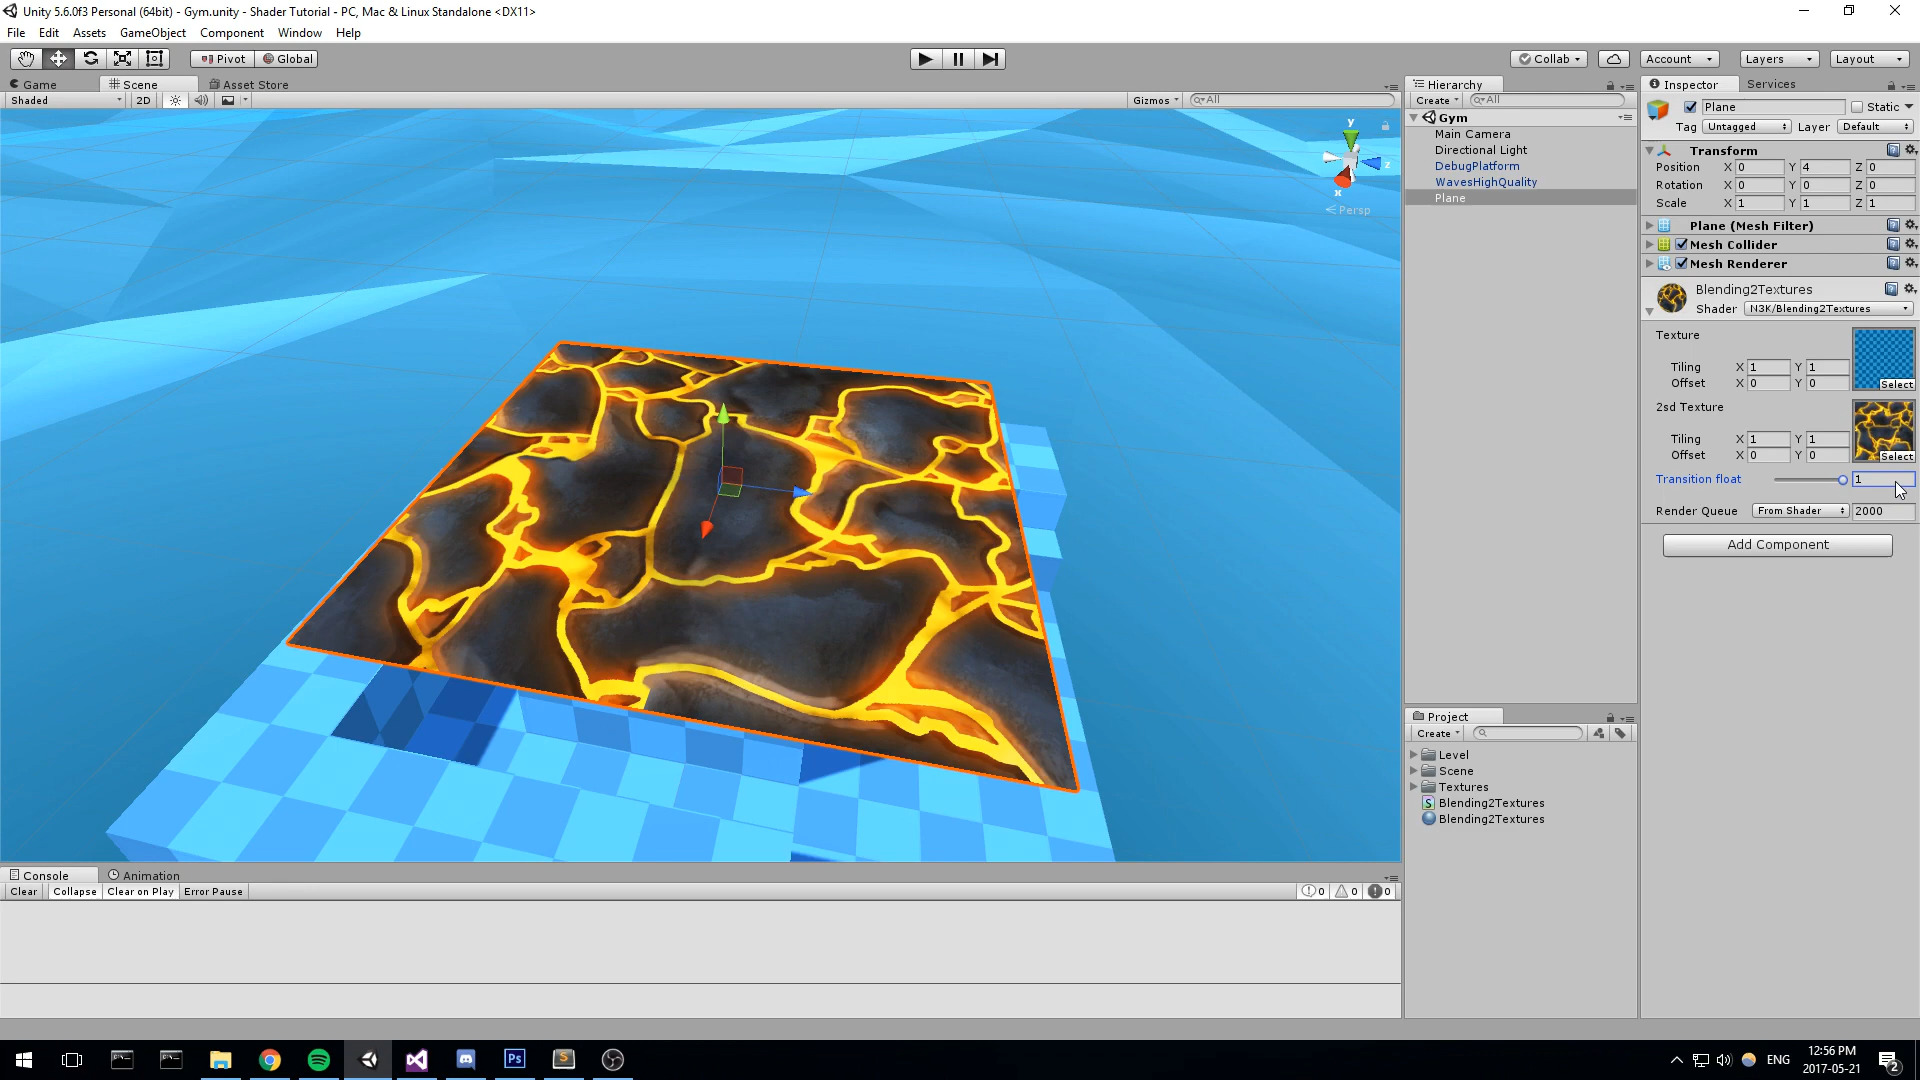 Unity 5.6.0f3 Personal (64bit) - Gym.unity - Shader Tutorial - PC, Mac & Linux Standalone <DX11>
File Edit Assets GameObject Component Window Help
Pivot Global Collab Account Layers Layout
Game Scene Asset Store
Shaded 2D Gizmos All
y
z
x
Persp
Hierarchy
Create All
Gym
Main Camera
Directional Light
DebugPlatform
WavesHighQuality
Plane
Project
Create
Level
Scene
Textures
Blending2Textures
Blending2Textures
Inspector Services
Plane Static
Tag Untagged Layer Default
Transform
Position X 0 Y 4 Z 0
Rotation X 0 Y 0 Z 0
Scale X 1 Y 1 Z 1
Plane (Mesh Filter)
Mesh Collider
Mesh Renderer
Blending2Textures
Shader N3K/Blending2Textures
Texture
Tiling X 1 Y 1
Offset X 0 Y 0
Select
2sd Texture
Tiling X 1 Y 1
Offset X 0 Y 0
Select
Transition float 1
Render Queue From Shader 2000
Add Component
Console Animation
Clear Collapse Clear on Play Error Pause 0 0 0
Ps S ENG 12:56 PM
2017-05-21 2